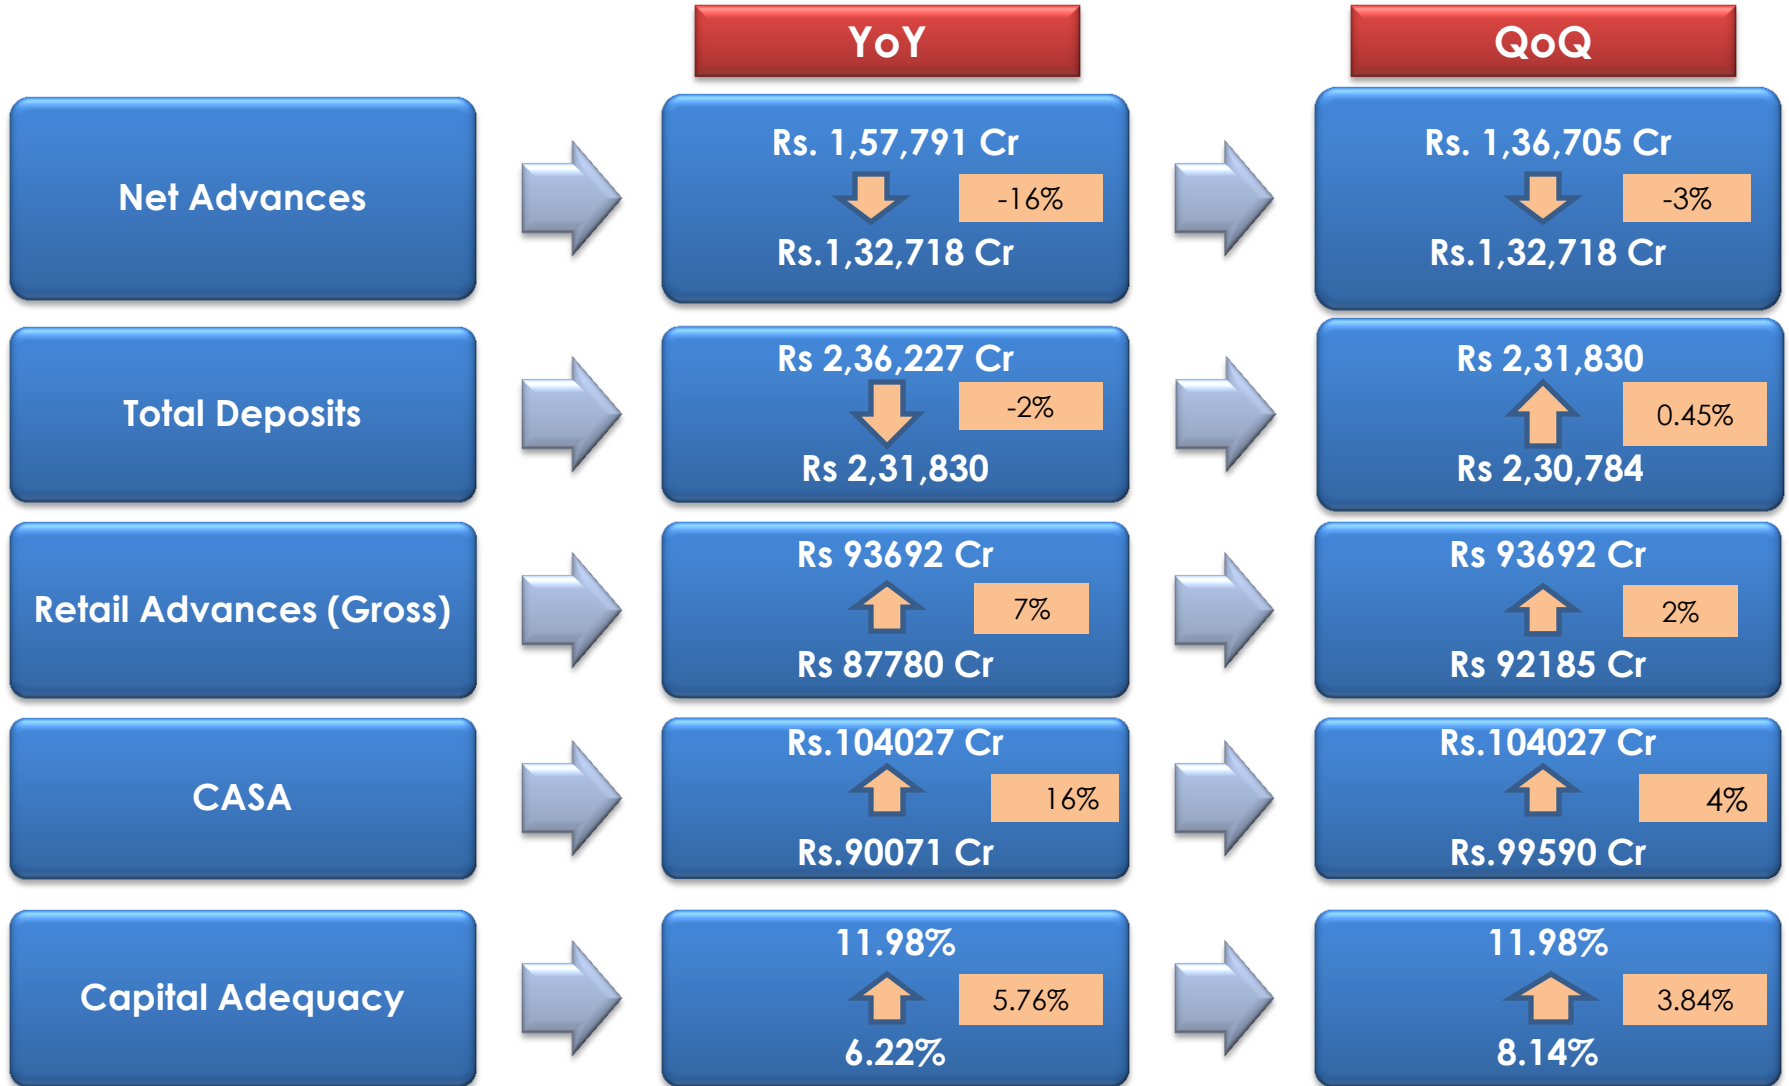 YoY
QoQ
Net Advances
Rs. 1,57,791 Cr
-16%
Rs.1,32,718 Cr
Rs. 1,36,705 Cr
-3%
Rs.1,32,718 Cr
Total Deposits
Rs 2,36,227 Cr
-2%
Rs 2,31,830
Rs 2,31,830
0.45%
Rs 2,30,784
Retail Advances (Gross)
Rs 93692 Cr
7%
Rs 87780 Cr
Rs 93692 Cr
2%
Rs 92185 Cr
CASA
Rs.104027 Cr
16%
Rs.90071 Cr
Rs.104027 Cr
4%
Rs.99590 Cr
Capital Adequacy
11.98%
5.76%
6.22%
11.98%
3.84%
8.14%